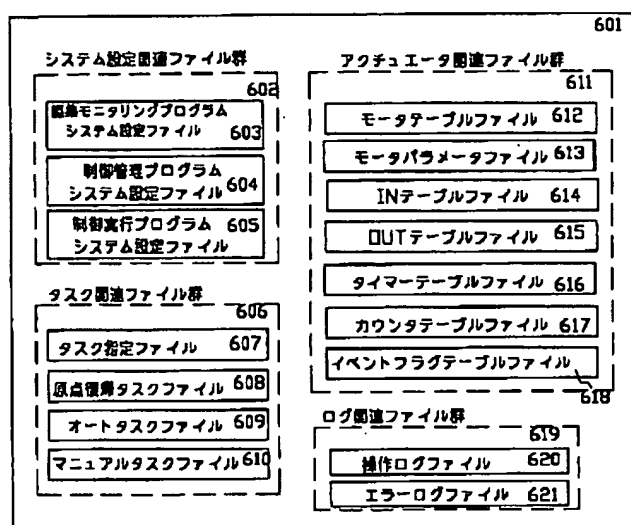 601
システム設定関連ファイル群
602
画像モニタリングプログラム
システム設定ファイル 603
制御管理プログラム
システム設定ファイル 604
制御実行プログラム 605
システム設定ファイル
タスク関連ファイル群
606
タスク指定ファイル 607
原点復帰タスクファイル 608
オートタスクファイル 609
マニュアルタスクファイル 610
アクチュエータ関連ファイル群
611
モータテーブルファイル 612
モータパラメータファイル 613
INテーブルファイル 614
OUTテーブルファイル 615
タイマーテーブルファイル 616
カウンタテーブルファイル 617
イベントフラグテーブルファイル
618
ログ関連ファイル群
619
操作ログファイル 620
エラーログファイル 621